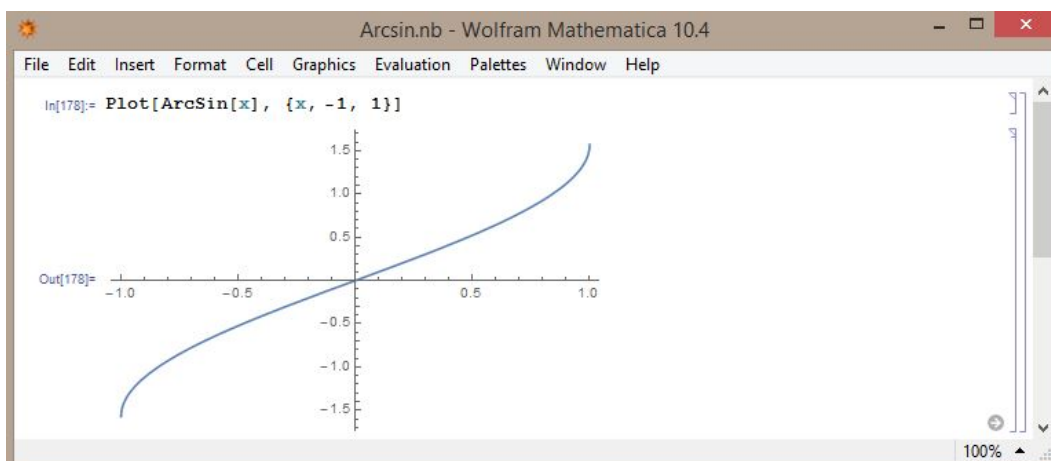 Arcsin.nb - Wolfram Mathematica 10.4
File Edit Insert Format Cell Graphics Evaluation Palettes Window Help
In[178]:= Plot[ArcSin[x], {x, -1, 1}]
1.5
1.0
0.5
Out[178]=
-1.0 -0.5 0.5 1.0
-0.5
-1.0
-1.5
100%